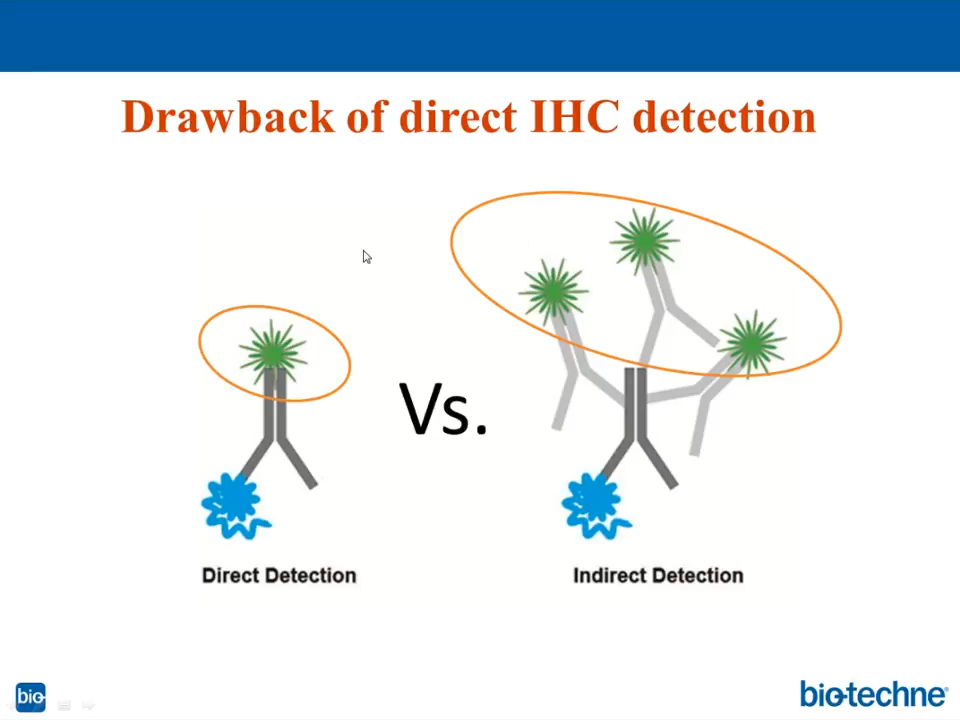 Drawback of direct IHC detection
Vs.
Direct Detection
Indirect Detection
bio
bio-techne®